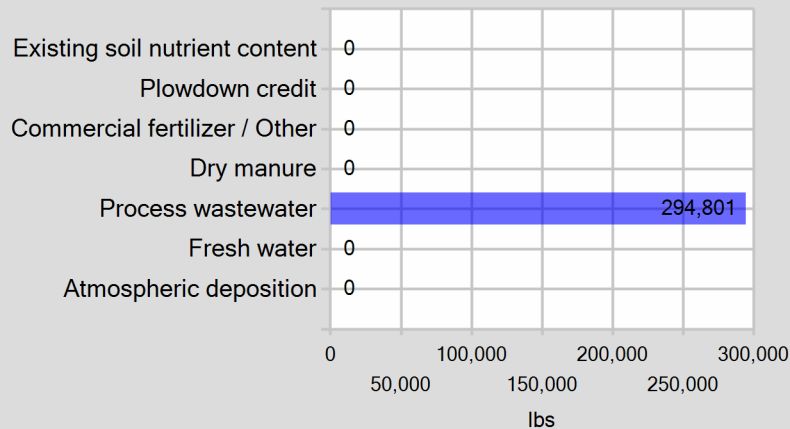 Existing soil nutrient content 0
Plowdown credit 0
Commercial fertilizer / Other 0
Dry manure 0
Process wastewater 294,801
Fresh water 0
Atmospheric deposition 0
0 100,000 200,000 300,000
50,000 150,000 250,000
lbs